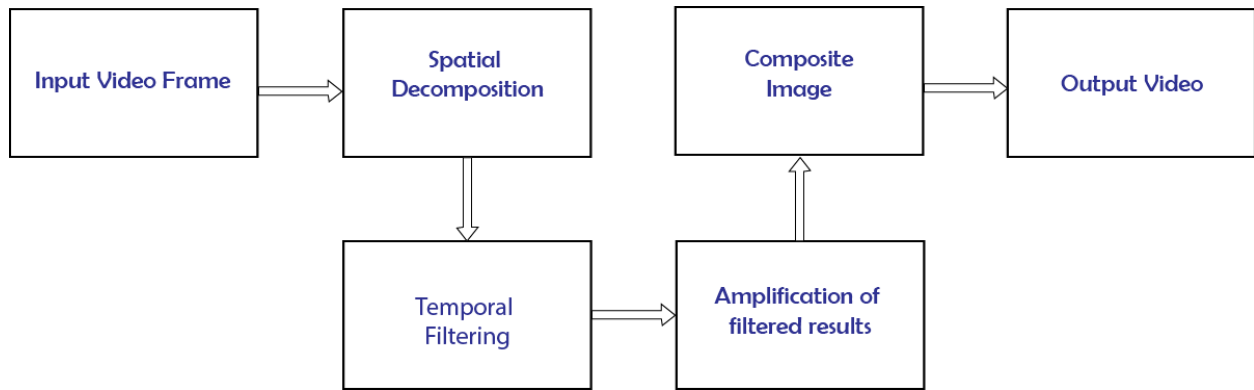 Input Video Frame
Spatial
Decomposition
Temporal
Filtering
Amplification of
filtered results
Composite
Image
Output Video